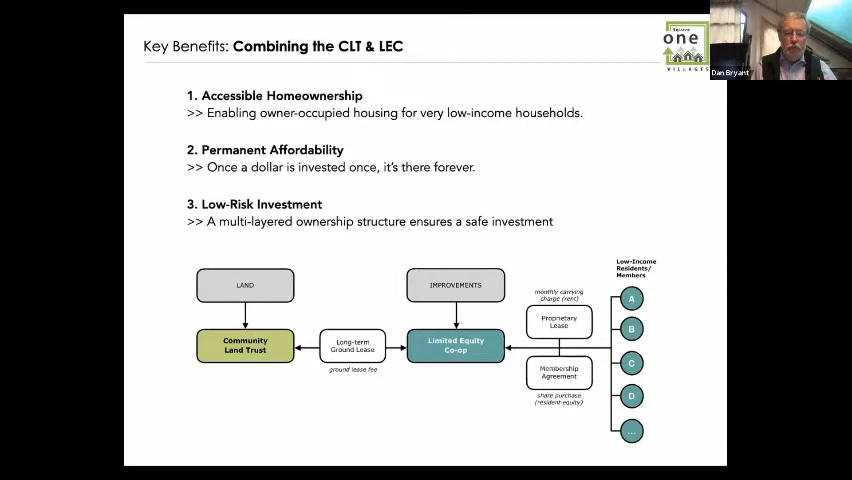 Key Benefits: Combining the CLT & LEC
Square
one
VILLAGES
Dan Bryant
1. Accessible Homeownership
>> Enabling owner-occupied housing for very low-income households.
2. Permanent Affordability
>> Once a dollar is invested once, it's there forever.
3. Low-Risk Investment
>> A multi-layered ownership structure ensures a safe investment
LAND
IMPROVEMENTS
Community
Land Trust
Long-term
Ground Lease
ground lease fee
Limited Equity
Co-op
monthly carrying
charge (rent)
Proprietary
Lease
Membership
Agreement
share purchase
(resident equity)
Low-Income
Residents/
Members
A
B
C
D
...